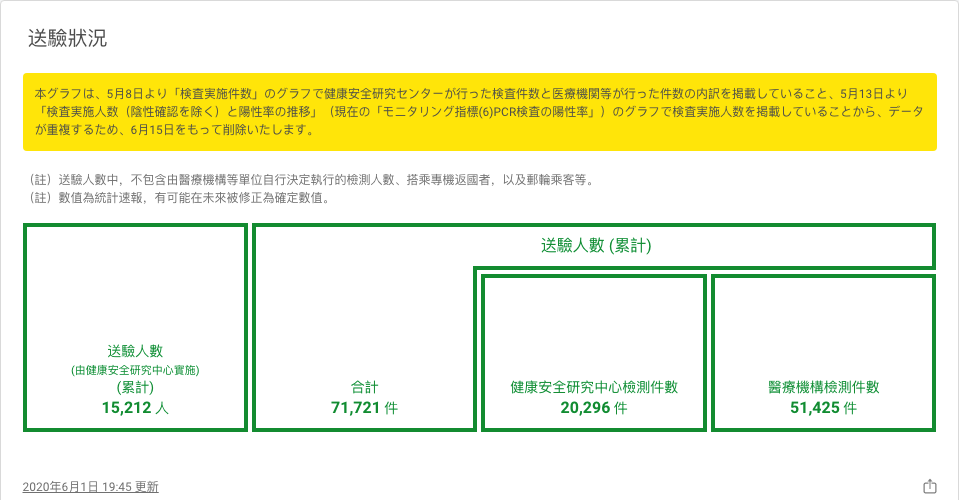 送驗狀況
本グラフは、5月8日より「検査実施件数」のグラフで健康安全研究センターが行った検査件数と医療機関等が行った件数の内訳を掲載していること、5月13日より
「検査実施人数（陰性確認を除く）と陽性率の推移」（現在の「モニタリング指標(6)PCR検査の陽性率」）のグラフで検査実施人数を掲載していることから、データ
が重複するため、6月15日をもって削除いたします。
（註）送驗人數中，不包含由醫療機構等單位自行決定執行的檢測人數、搭乘專機返國者，以及郵輪乘客等。
（註）數值為統計速報，有可能在未來被修正為確定數值。
送驗人數 (累計)
送驗人數
(由健康安全研究中心實施)
(累計)
15,212 人
合計
71,721 件
健康安全研究中心檢測件數
20,296 件
醫療機構檢測件數
51,425 件
2020年6月1日 19:45 更新